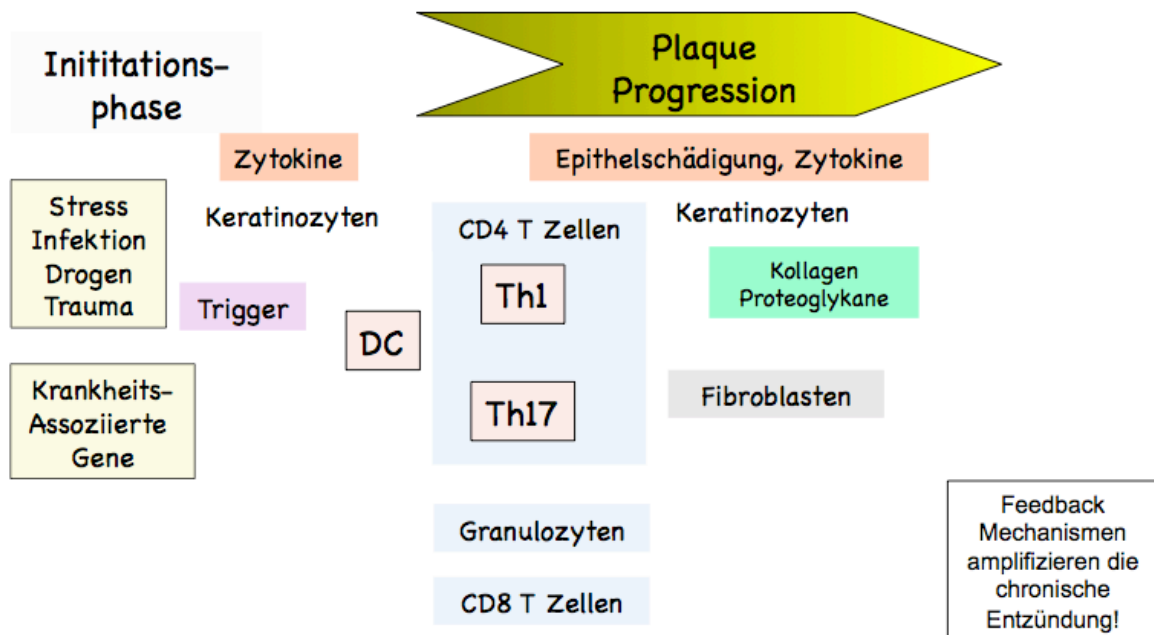 Inititations-
phase
Plaque
Progression
Zytokine
Epithelschädigung, Zytokine
Stress
Infektion
Drogen
Trauma
Keratinozyten
CD4 T Zellen
Keratinozyten
Trigger
Th1
Kollagen
Proteoglykane
DC
Krankheits-
Assoziierte
Gene
Th17
Fibroblasten
Granulozyten
CD8 T Zellen
Feedback
Mechanismen
amplifizieren die
chronische
Entzündung!